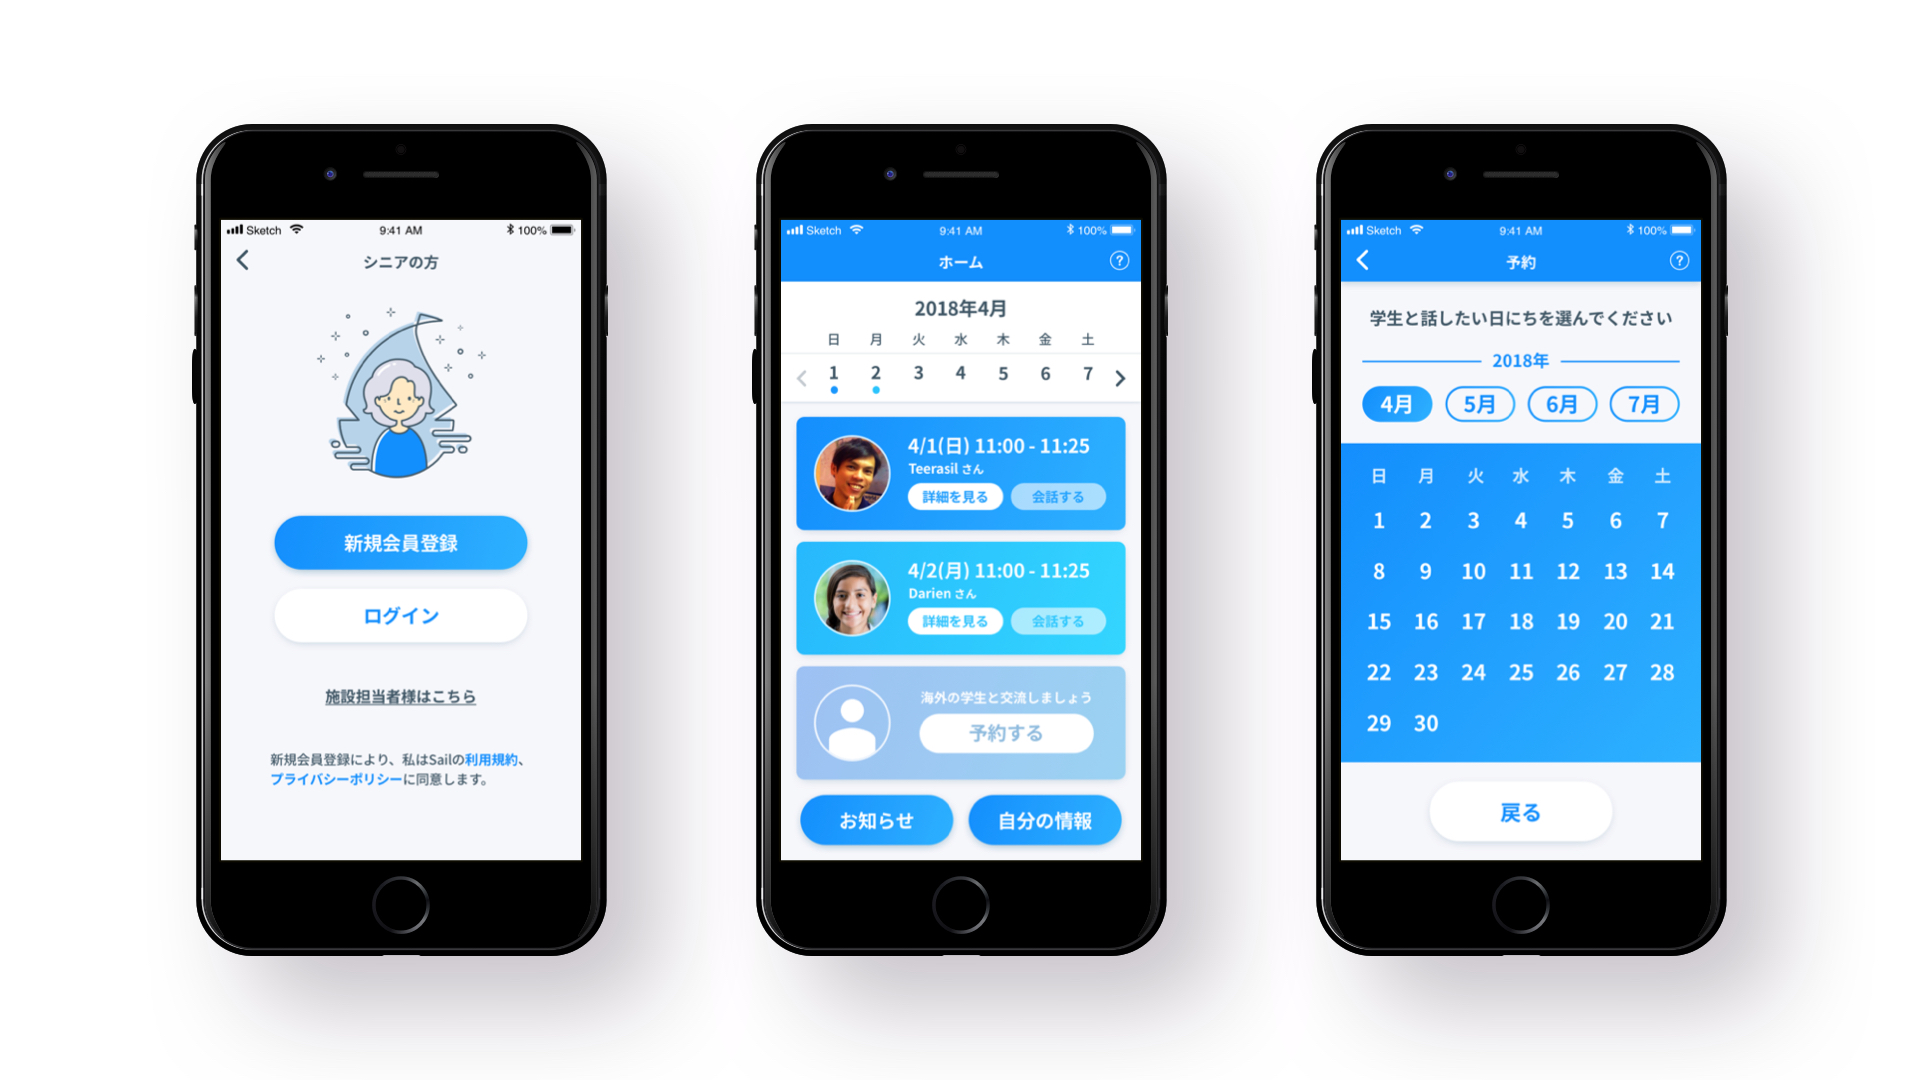 Sketch 9:41 AM 100%
シニアの方
新規会員登録
ログイン
施設担当者様はこちら
新規会員登録により、私はSailの利用規約、
プライバシーポリシーに同意します。
Sketch 9:41 AM 100%
ホーム ?
2018年4月
日 月 火 水 木 金 土
1 2 3 4 5 6 7
4/1(日) 11:00 - 11:25
Teerasil さん
詳細を見る 会話する
4/2(月) 11:00 - 11:25
Darien さん
詳細を見る 会話する
海外の学生と交流しましょう
予約する
お知らせ 自分の情報
Sketch 9:41 AM 100%
予約 ?
学生と話したい日にちを選んでください
2018年
4月 5月 6月 7月
日 月 火 水 木 金 土
1 2 3 4 5 6 7
8 9 10 11 12 13 14
15 16 17 18 19 20 21
22 23 24 25 26 27 28
29 30
戻る